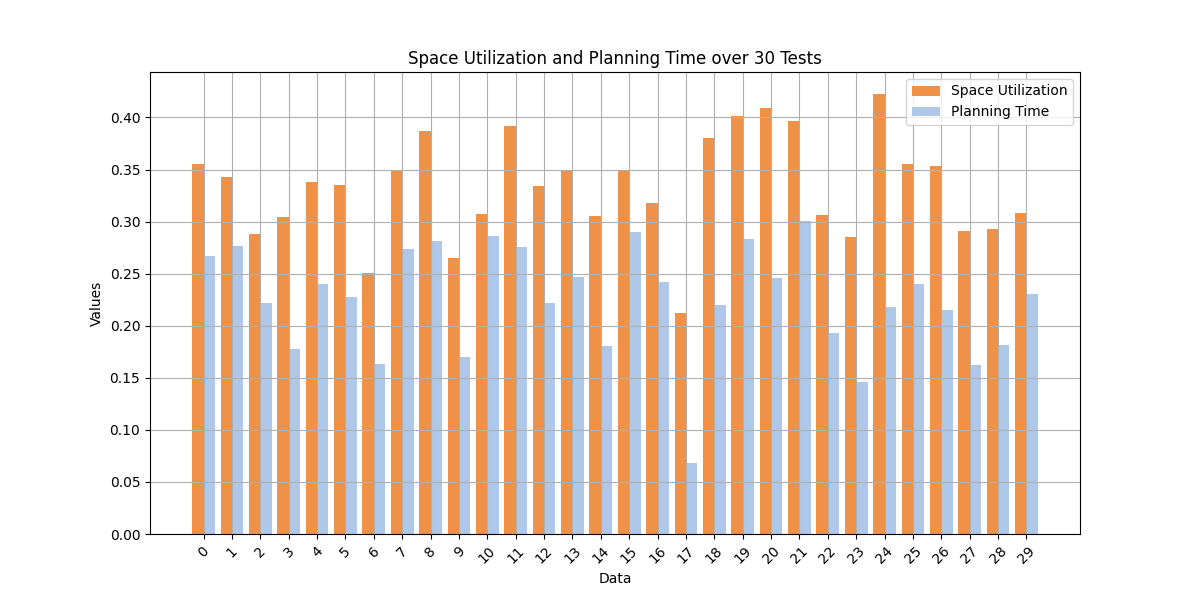 Space Utilization and Planning Time over 30 Tests
Space Utilization
Planning Time
Values
0.40
0.35
0.30
0.25
0.20
0.15
0.10
0.05
0.00
0 1 2 3 4 5 6 7 8 9 10 11 12 13 14 15 16 17 18 19 20 21 22 23 24 25 26 27 28 29
Data